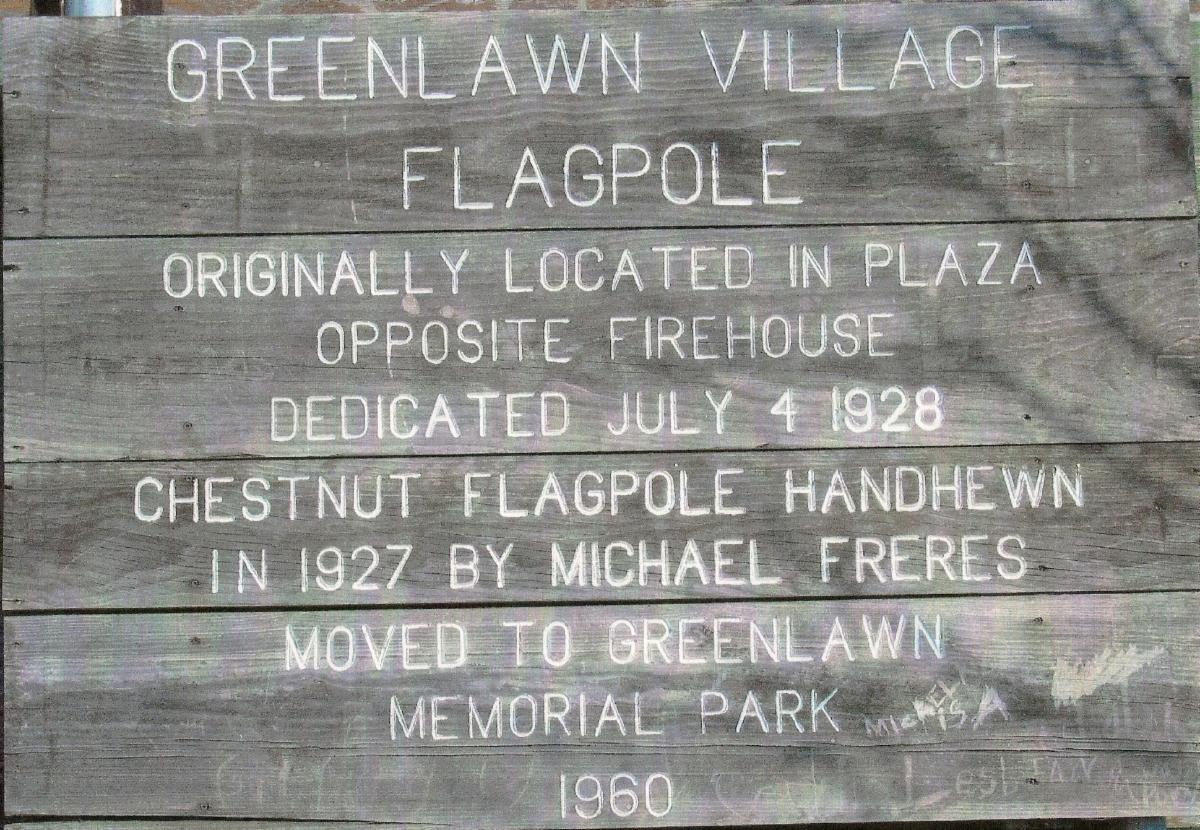 GREENLAWN VILLAGE
FLAGPOLE
ORIGINALLY LOCATED IN PLAZA
OPPOSITE FIREHOUSE
DEDICATED JULY 4 1928
CHESTNUT FLAGPOLE HANDHEWN
IN 1927 BY MICHAEL FRERES
MOVED TO GREENLAWN
MEMORIAL PARK
IS A
1960